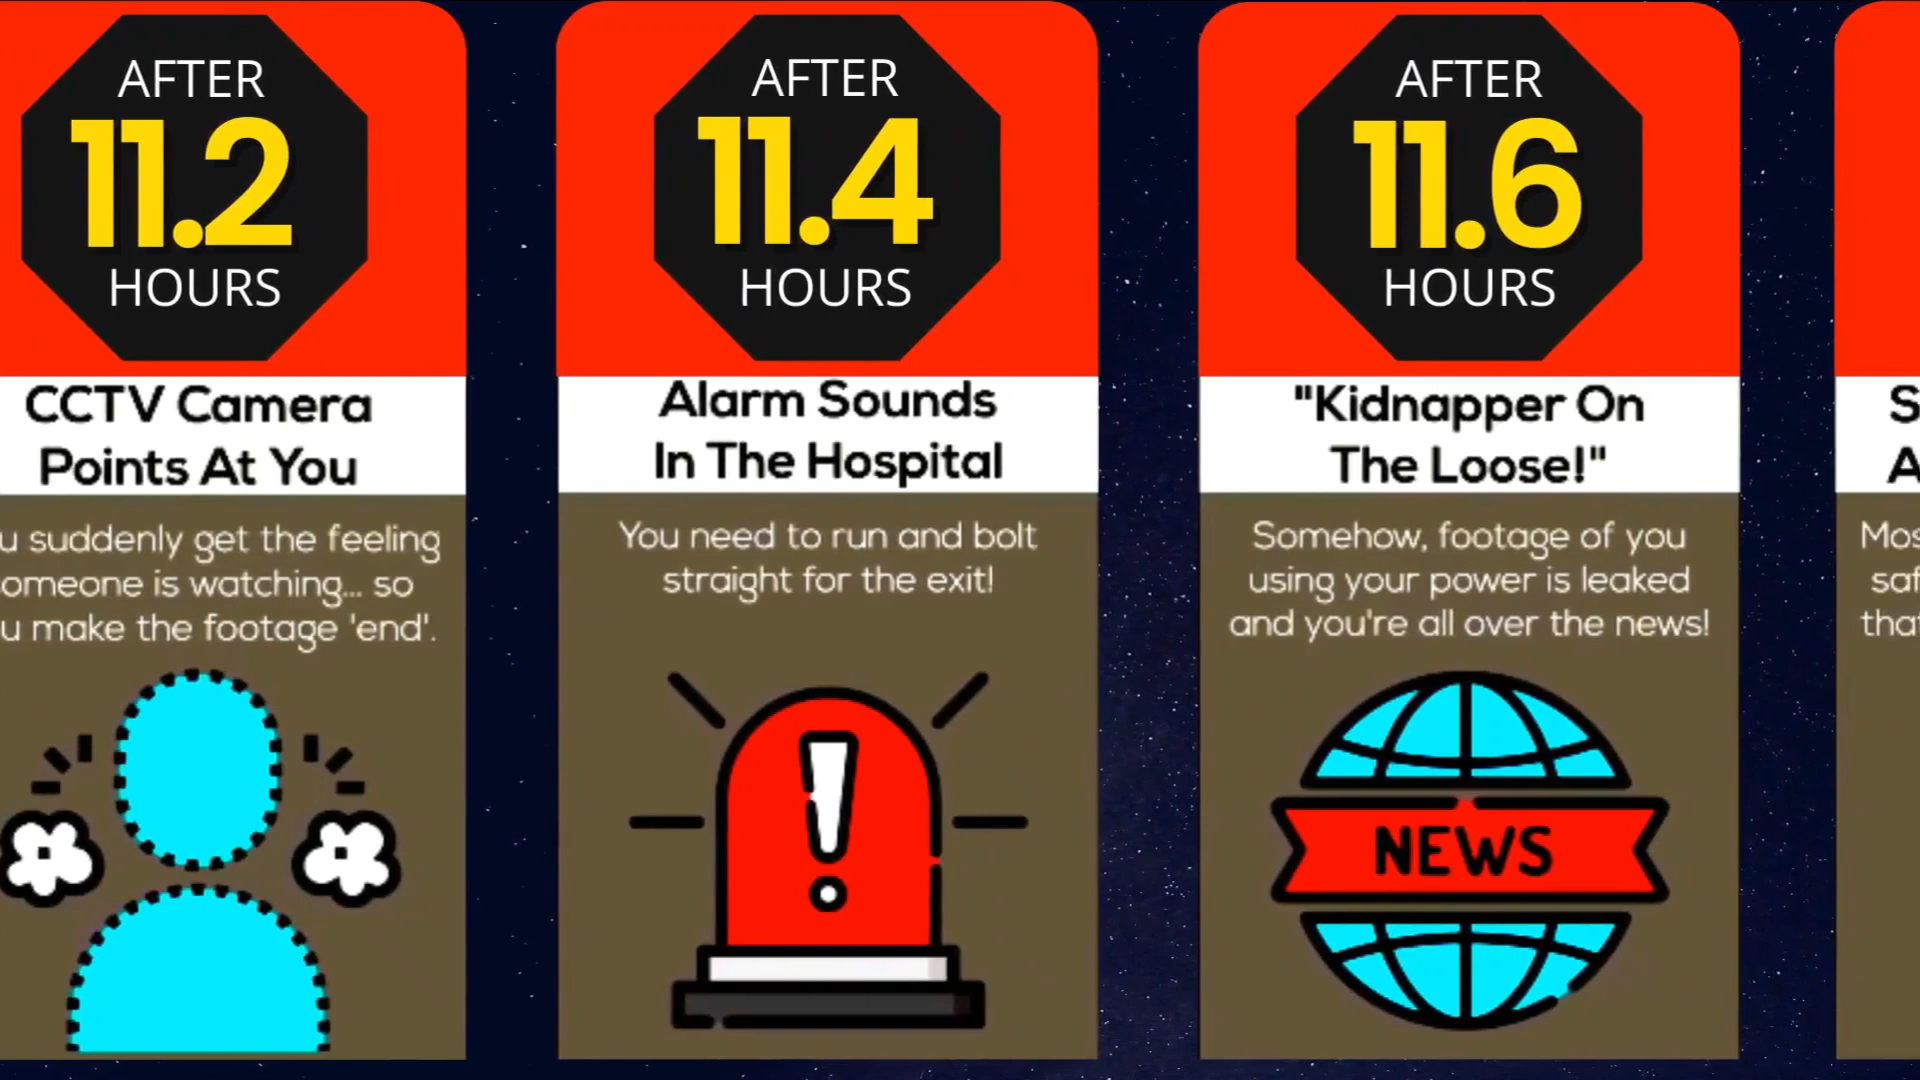 AFTER
11.2
HOURS
CCTV Camera
Points At You
suddenly get the feeling
is watching... so
make the footage 'end'.
AFTER
11.4
HOURS
Alarm Sounds
In The Hospital
You need to run and bolt
straight for the exit!
AFTER
11.6
HOURS
"Kidnapper On
The Loose!"
Somehow, footage of you
using your power is leaked
and you're all over the news!
NEWS